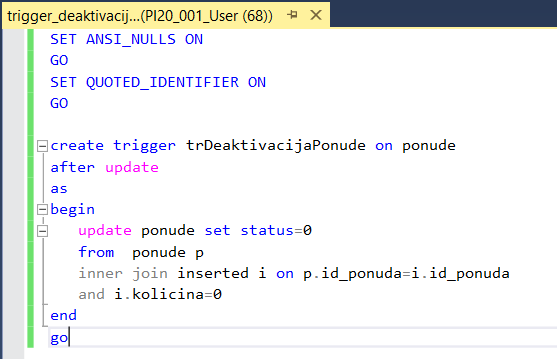 trigger_deaktivacij...(PI20_001_User (68))
SET ANSI_NULLS ON
GO
SET QUOTED_IDENTIFIER ON
GO
create trigger trDeaktivacijaPonude on ponude
after update
as
begin
update ponude set status=0
from  ponude p
inner join inserted i on p.id_ponuda=i.id_ponuda
and i.kolicina=0
end
go